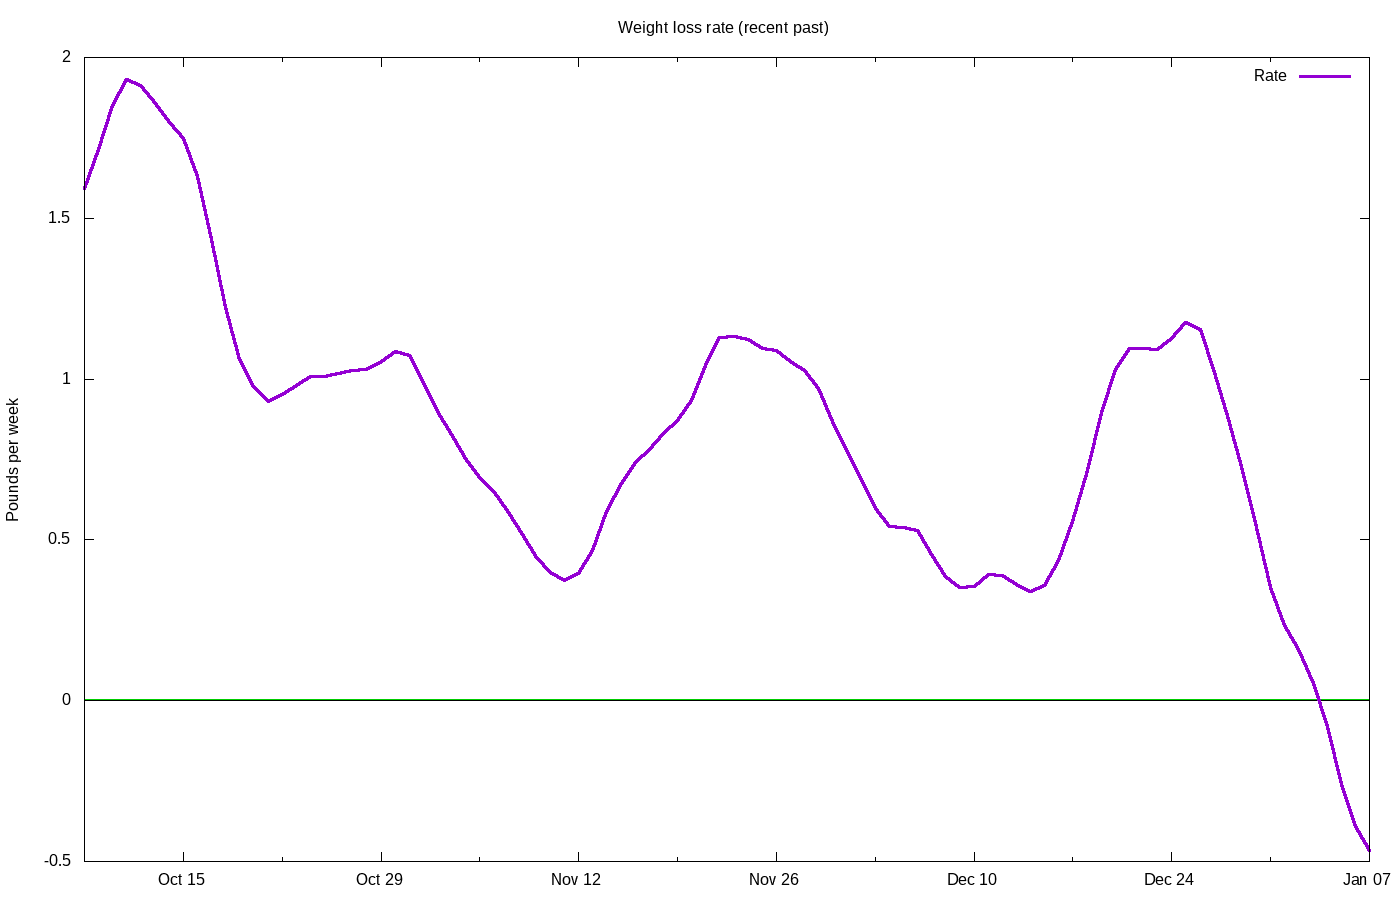 Weight loss rate (recent past)
2
Rate
1.5
1
Pounds per week
0.5
0
-0.5
Oct 15
Oct 29
Nov 12
Nov 26
Dec 10
Dec 24
Jan 07